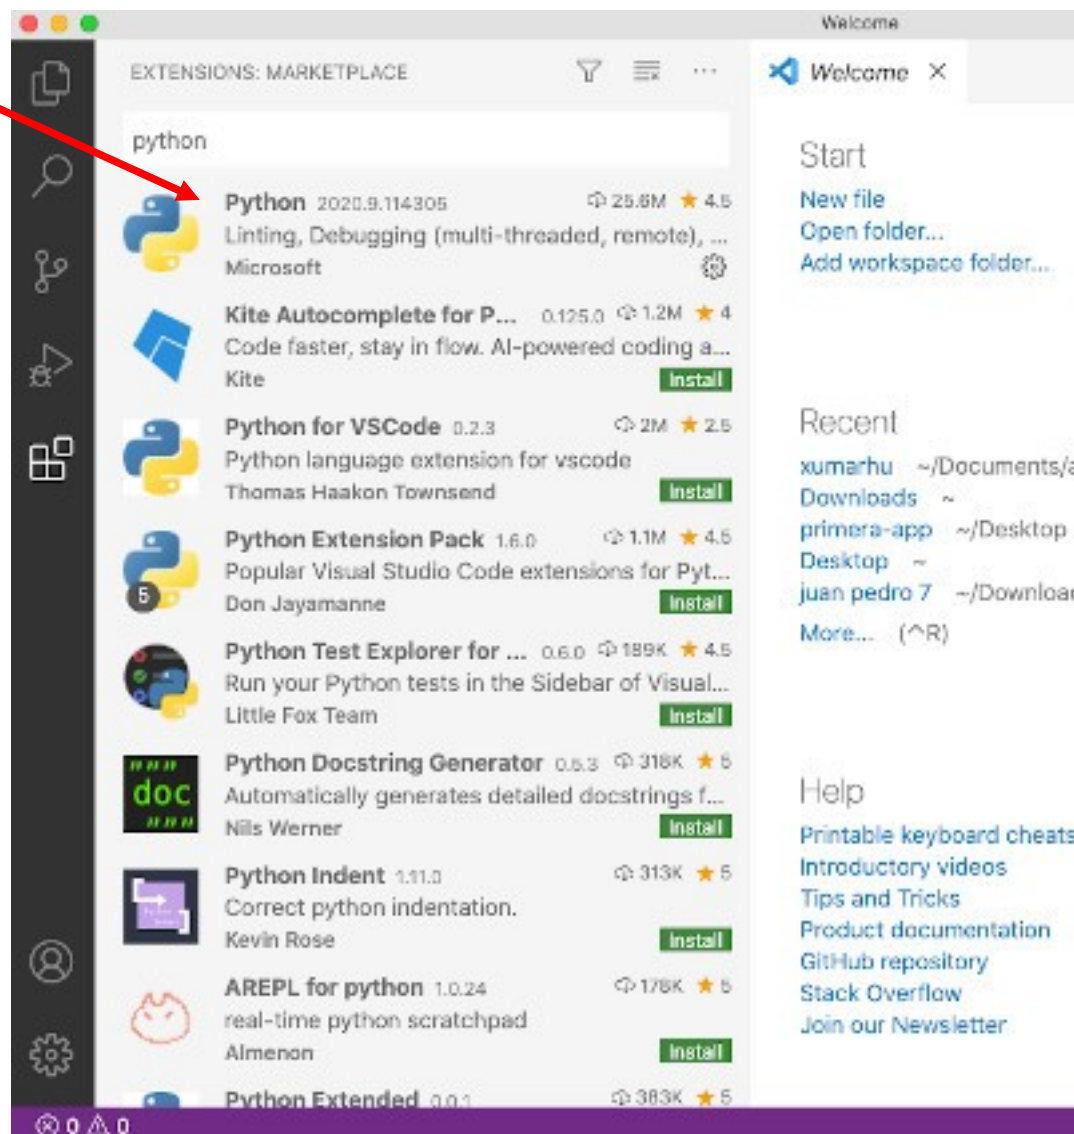 Welcome
EXTENSIONS: MARKETPLACE
...
Welcome
python
Python 2020.9.114305 25.6M 4.5
Linting, Debugging (multi-threaded, remote), ...
Microsoft
Kite Autocomplete for P... 0.125.0 1.2M 4
Code faster, stay in flow. AI-powered coding a...
Kite
Install
Python for VSCode 0.2.3 2M 2.5
Python language extension for vscode
Thomas Haakon Townsend
Install
Python Extension Pack 1.6.0 1.1M 4.5
Popular Visual Studio Code extensions for Pyt...
5
Don Jayamanne
Install
Python Test Explorer for ... 0.6.0 189K 4.5
Run your Python tests in the Sidebar of Visual...
Little Fox Team
Install
doc
Python Docstring Generator 0.5.3 318K 5
Automatically generates detailed docstrings f...
Nils Werner
Install
Python Indent 1.11.0 313K 5
Correct python indentation.
Kevin Rose
Install
AREPL for python 1.0.24 178K 5
real-time python scratchpad
Almenon
Install
Python Extended 0.0.1 383K 5
0 0
Start
New file
Open folder...
Add workspace folder...
Recent
xumarhu ~/Documents/a
Downloads ~
primera-app ~/Desktop
Desktop ~
juan pedro 7 ~/Downloa
More... (^R)
Help
Printable keyboard cheats
Introductory videos
Tips and Tricks
Product documentation
GitHub repository
Stack Overflow
Join our Newsletter